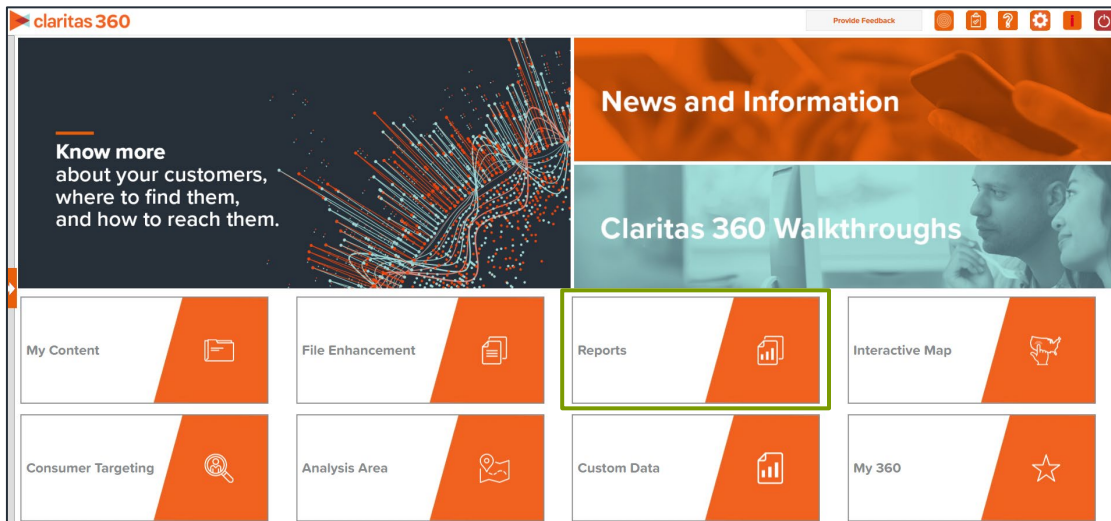 claritas 360
Provide Feedback
Know more
about your customers,
where to find them,
and how to reach them.
News and Information
Claritas 360 Walkthroughs
My Content
File Enhancement
Reports
Interactive Map
Consumer Targeting
Analysis Area
Custom Data
My 360